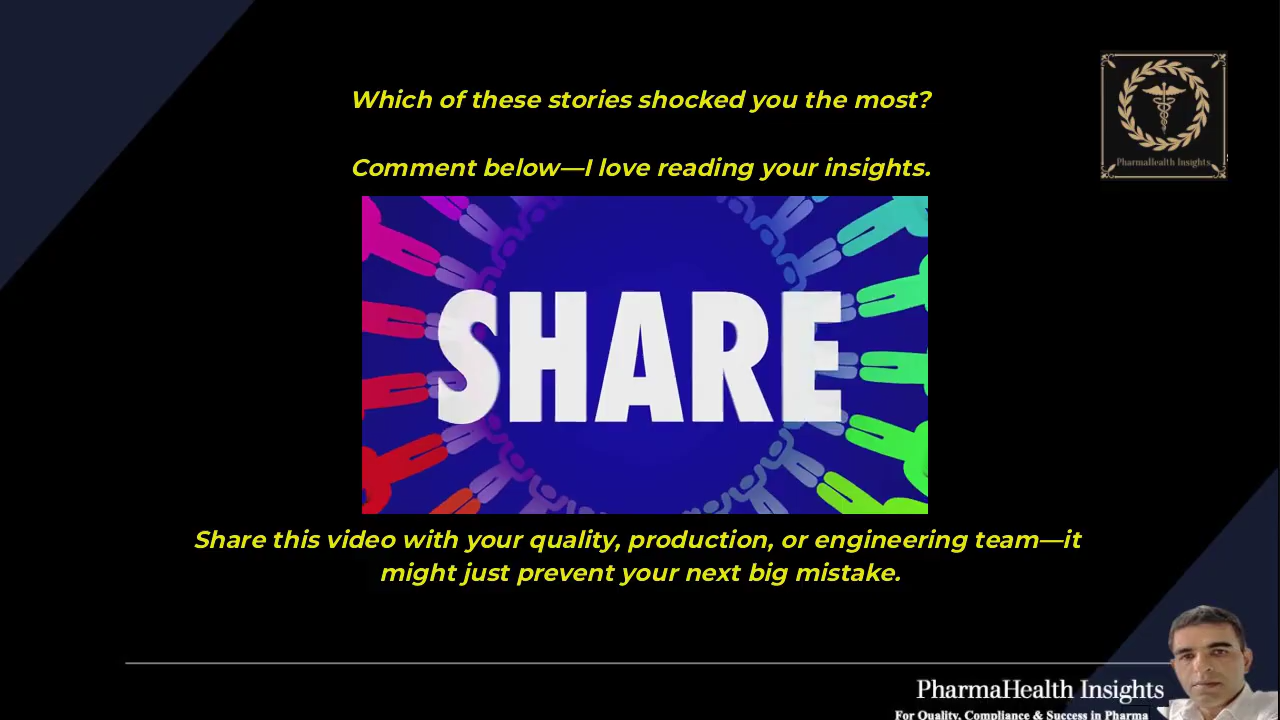 Which of these stories shocked you the most?
Comment below—I love reading your insights.
PharmaHealth Insights
SHARE
Share this video with your quality, production, or engineering team—it
might just prevent your next big mistake.
PharmaHealth Insights
For Quality, Compliance & Success in Pharma